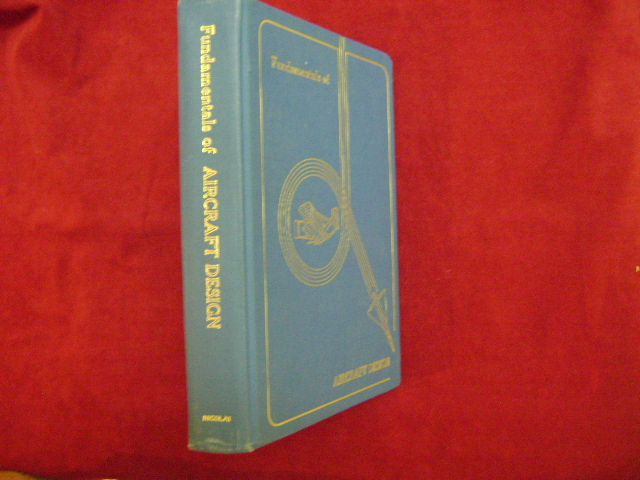 Fundamentals of AIRCRAFT DESIGN
NICOLAI
Fundamentals of
AIRCRAFT DESIGN